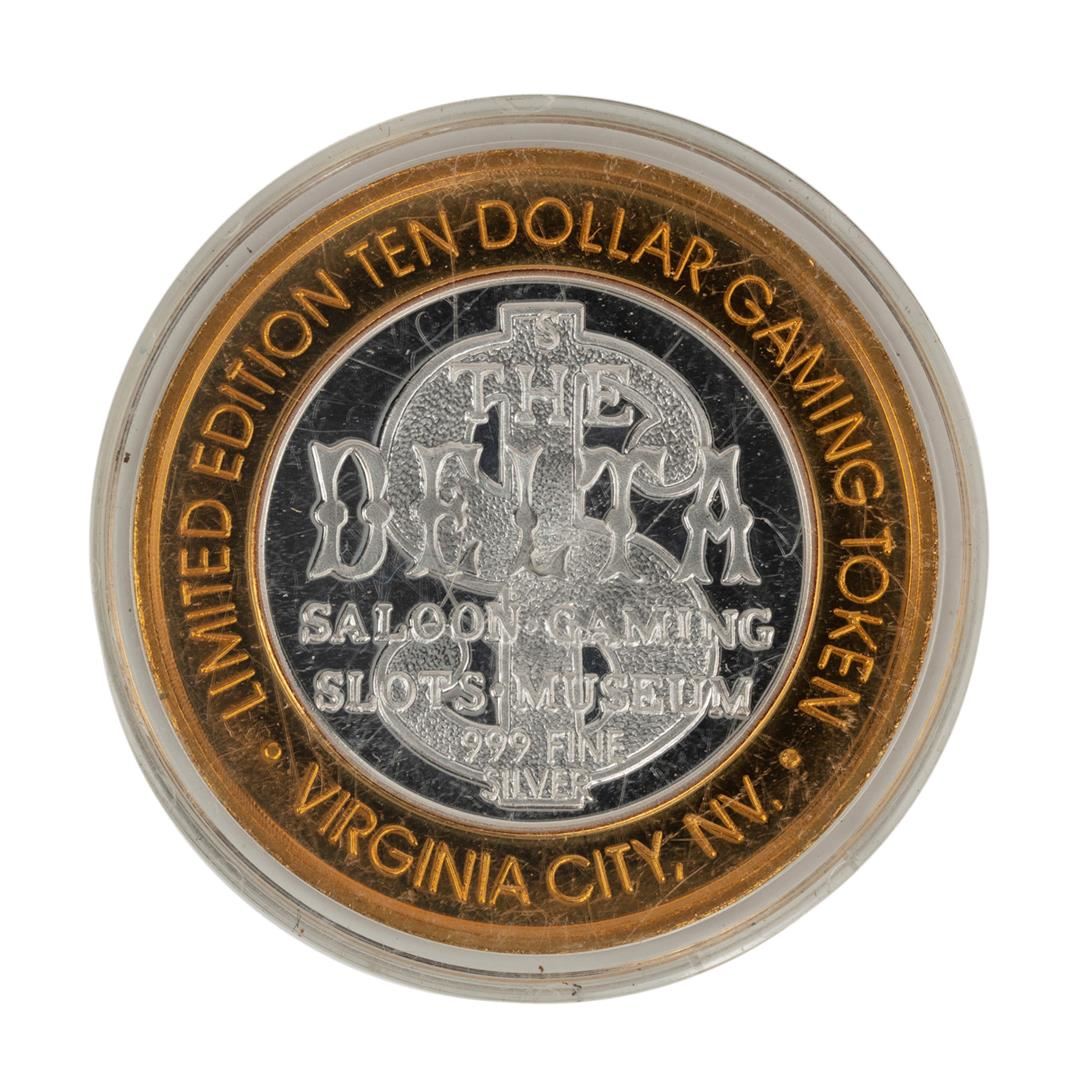 LIMITED EDITION TEN DOLLAR GAMING TOKEN
S
THE
DELTA
SALOON·GAMING
SLOTS·MUSEUM
.999 FINE
SILVER
• VIRGINIA CITY, NV. •